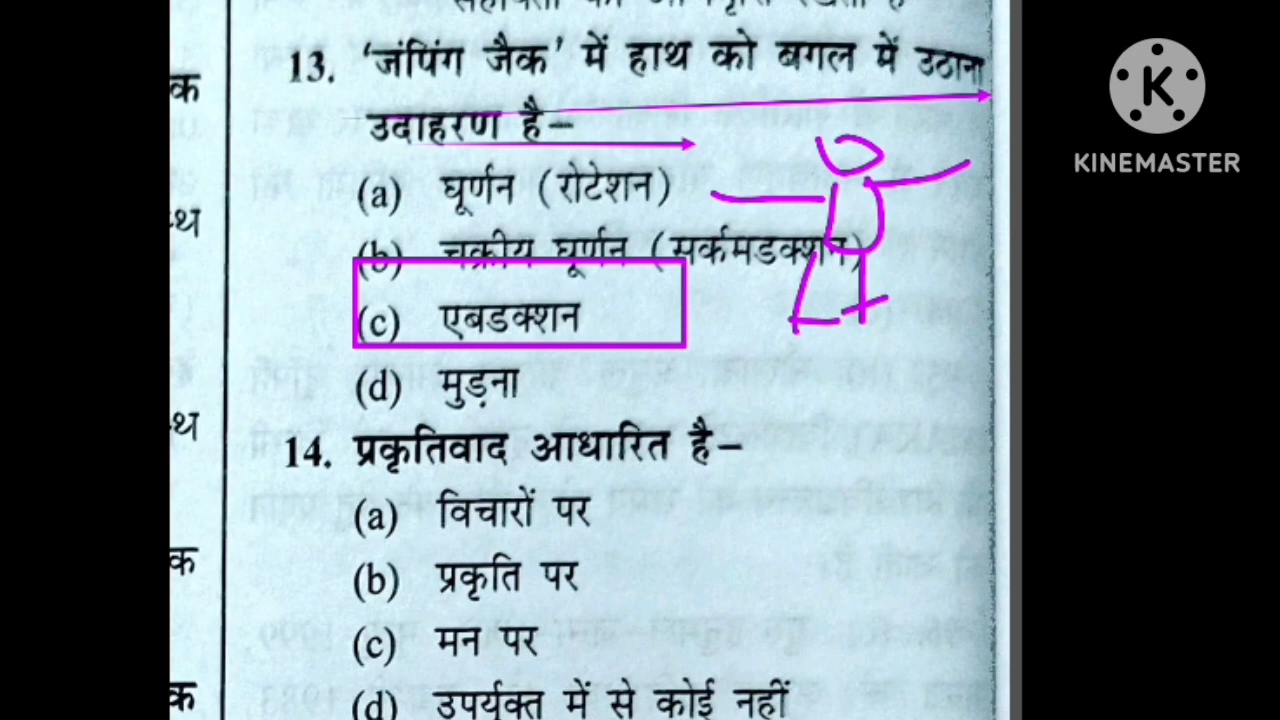 13. 'जंपिंग जैक' में हाथ को बगल में उठाना
उदाहरण है–
(a) घूर्णन (रोटेशन)
(b) चक्रीय घूर्णन (सर्कमडक्शन)
(c) एबडक्शन
(d) मुड़ना
14. प्रकृतिवाद आधारित है–
(a) विचारों पर
(b) प्रकृति पर
(c) मन पर
(d) उपर्युक्त में से कोई नहीं
क
थ
थ
क
क
K
KINEMASTER